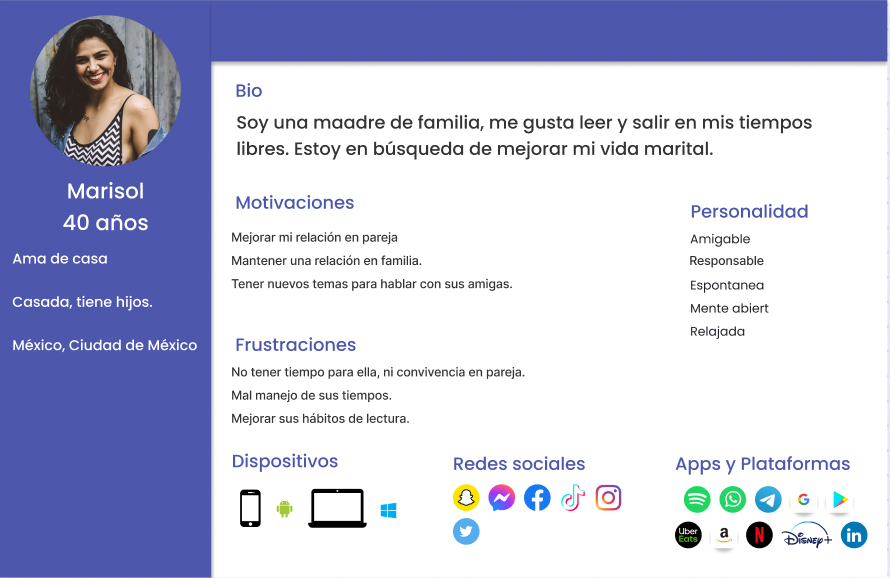 Marisol
40 años
Ama de casa
Casada, tiene hijos.
México, Ciudad de México
Bio
Soy una maadre de familia, me gusta leer y salir en mis tiempos
libres. Estoy en búsqueda de mejorar mi vida marital.
Motivaciones
Mejorar mi relación en pareja
Mantener una relación en familia.
Tener nuevos temas para hablar con sus amigas.
Personalidad
Amigable
Responsable
Espontanea
Mente abiert
Relajada
Frustraciones
No tener tiempo para ella, ni convivencia en pareja.
Mal manejo de sus tiempos.
Mejorar sus hábitos de lectura.
Dispositivos
Redes sociales
Apps y Plataformas
Uber
Eats
a
N
Disney+
in